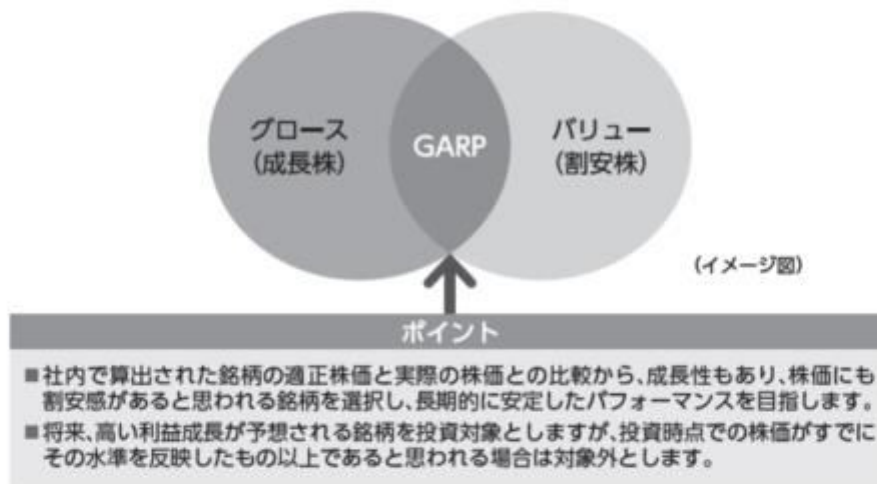 グロース
(成長株)
GARP
バリュー
(割安株)
(イメージ図)
ポイント
■社内で算出された銘柄の適正株価と実際の株価との比較から、成長性もあり、株価にも
割安感があると思われる銘柄を選択し、長期的に安定したパフォーマンスを目指します。
■将来、高い利益成長が予想される銘柄を投資対象としますが、投資時点での株価がすでに
その水準を反映したもの以上であると思われる場合は対象外とします。